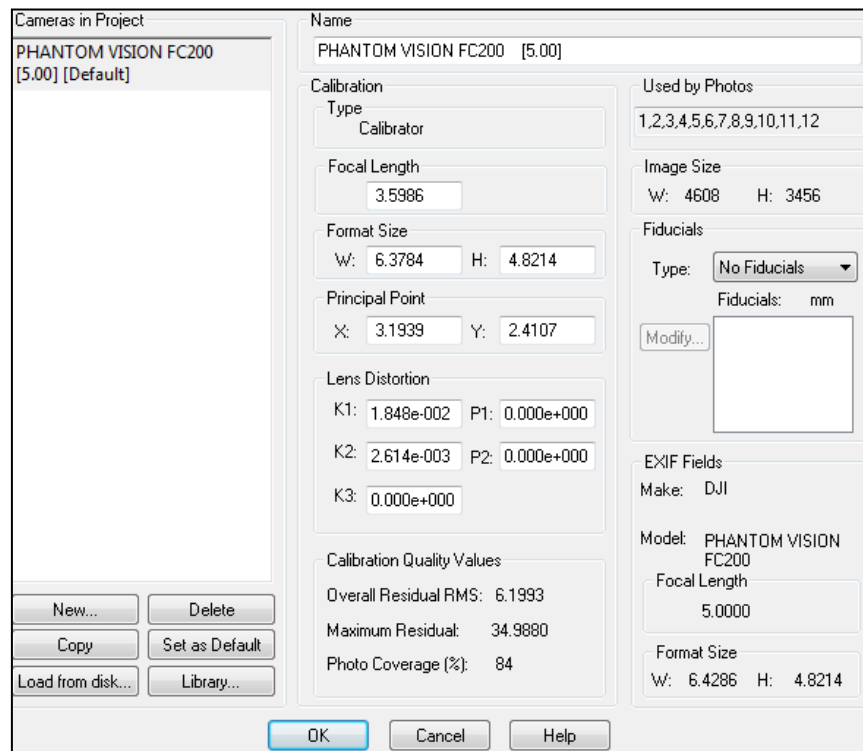 Cameras in Project
PHANTOM VISION FC200
[5.00] [Default]
New...
Delete
Copy
Set as Default
Load from disk...
Library...
Name
PHANTOM VISION FC200 [5.00]
Calibration
Type
Calibrator
Focal Length
3.5986
Format Size
W: 6.3784 H: 4.8214
Principal Point
X: 3.1939 Y: 2.4107
Lens Distortion
K1: 1.848e-002 P1: 0.000e+000
K2: 2.614e-003 P2: 0.000e+000
K3: 0.000e+000
Calibration Quality Values
Overall Residual RMS: 6.1993
Maximum Residual: 34.9880
Photo Coverage (%): 84
Used by Photos
1,2,3,4,5,6,7,8,9,10,11,12
Image Size
W: 4608 H: 3456
Fiducials
Type: No Fiducials
Fiducials: mm
Modify...
EXIF Fields
Make: DJI
Model: PHANTOM VISION
FC200
Focal Length
5.0000
Format Size
W: 6.4286 H: 4.8214
OK
Cancel
Help